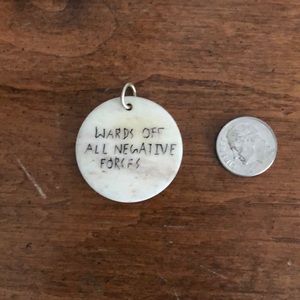 WARDS OFF
ALL NEGATIVE
FORCES